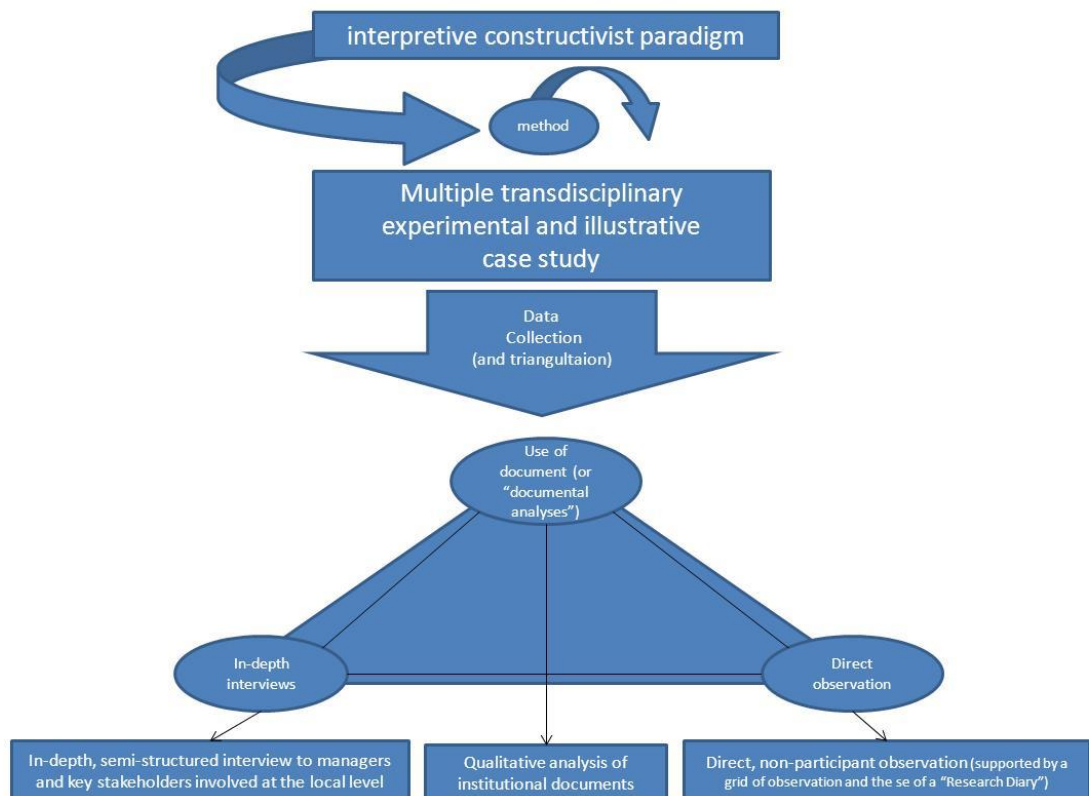 interpretive constructivist paradigm
method
Multiple transdisciplinary
experimental and illustrative
case study
Data
Collection
(and triangultaion)
Use of
document (or
“documental
analyses”)
In-depth
interviews
Direct
observation
In-depth, semi-structured interview to managers
and key stakeholders involved at the local level
Qualitative analysis of
institutional documents
Direct, non-participant observation (supported by a
grid of observation and the se of a “Research Diary”)